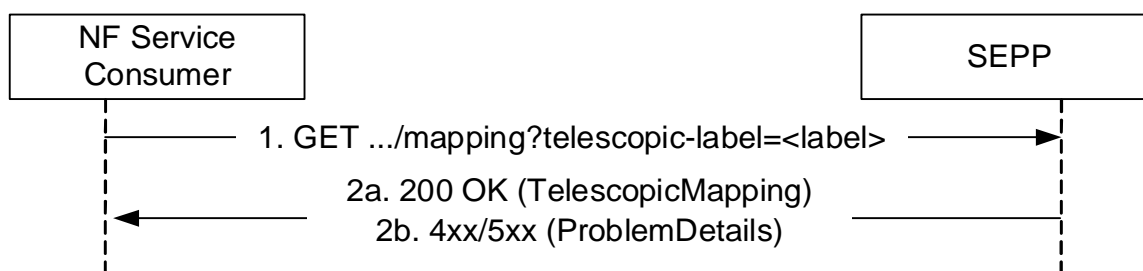 NF Service
Consumer
SEPP
1. GET .../mapping?telescopic-label=<label>
2a. 200 OK (TelescopicMapping)
2b. 4xx/5xx (ProblemDetails)